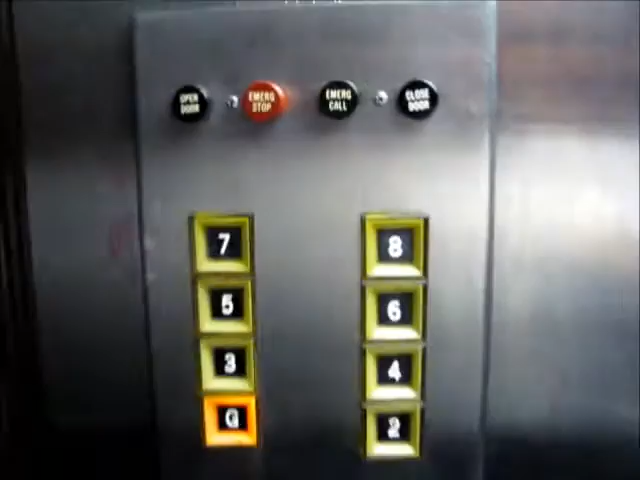 OPEN
DOOR
EMERG
STOP
EMERG
CALL
CLOSE
DOOR
7
8
5
6
3
4
G
2